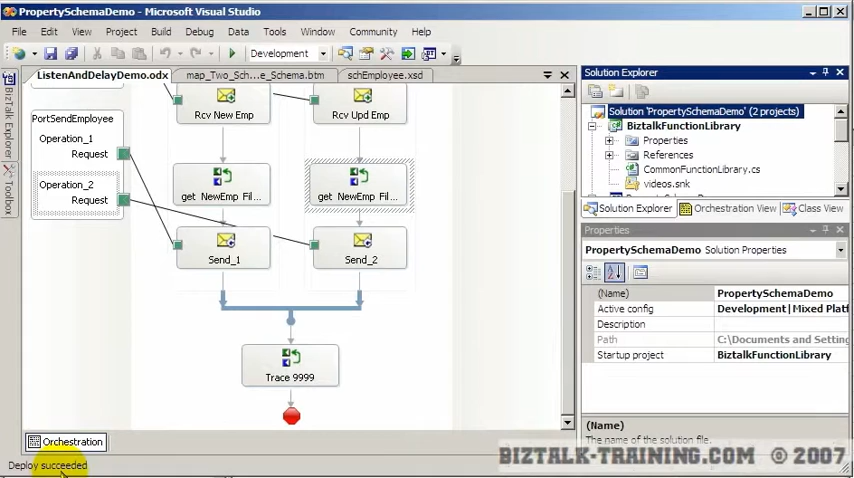 PropertySchemaDemo - Microsoft Visual Studio
File Edit View Project Build Debug Data Tools Window Community Help
Development
ListenAndDelayDemo.odx map_Two_Sch...e_Schema.btm schEmployee.xsd
BizTalk Explorer
Toolbox
Rcv New Emp
Rcv Upd Emp
PortSendEmployee
Operation_1
Request
Operation_2
Request
get NewEmp Fil...
get NewEmp Fil...
Send_1
Send_2
Trace 9999
Orchestration
Deploy succeeded
Solution Explorer
Solution 'PropertySchemaDemo' (2 projects)
BiztalkFunctionLibrary
Properties
References
CommonFunctionLibrary.cs
videos.snk
Solution Explorer Orchestration View Class View
Properties
PropertySchemaDemo Solution Properties
(Name) PropertySchemaDemo
Active config Development|Mixed Platf
Description
Path C:\Documents and Setting
Startup project BiztalkFunctionLibrary
(Name)
The name of the solution file.
BIZTALK-TRAINING.COM © 2007